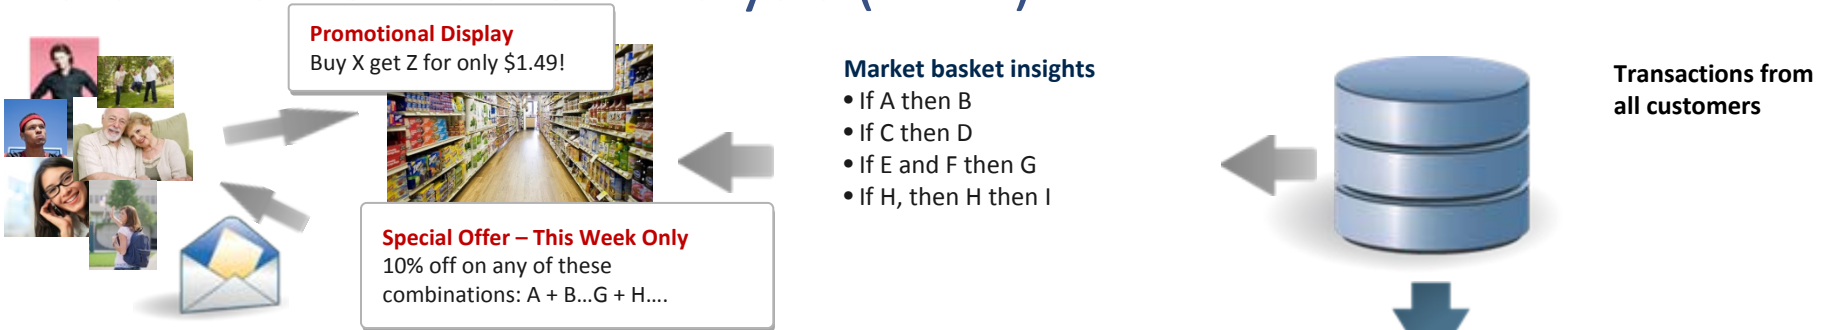 Promotional Display
Buy X get Z for only $1.49!
Market basket insights
• If A then B
• If C then D
• If E and F then G
• If H, then H then I
Transactions from
all customers
Special Offer – This Week Only
10% off on any of these
combinations: A + B...G + H....